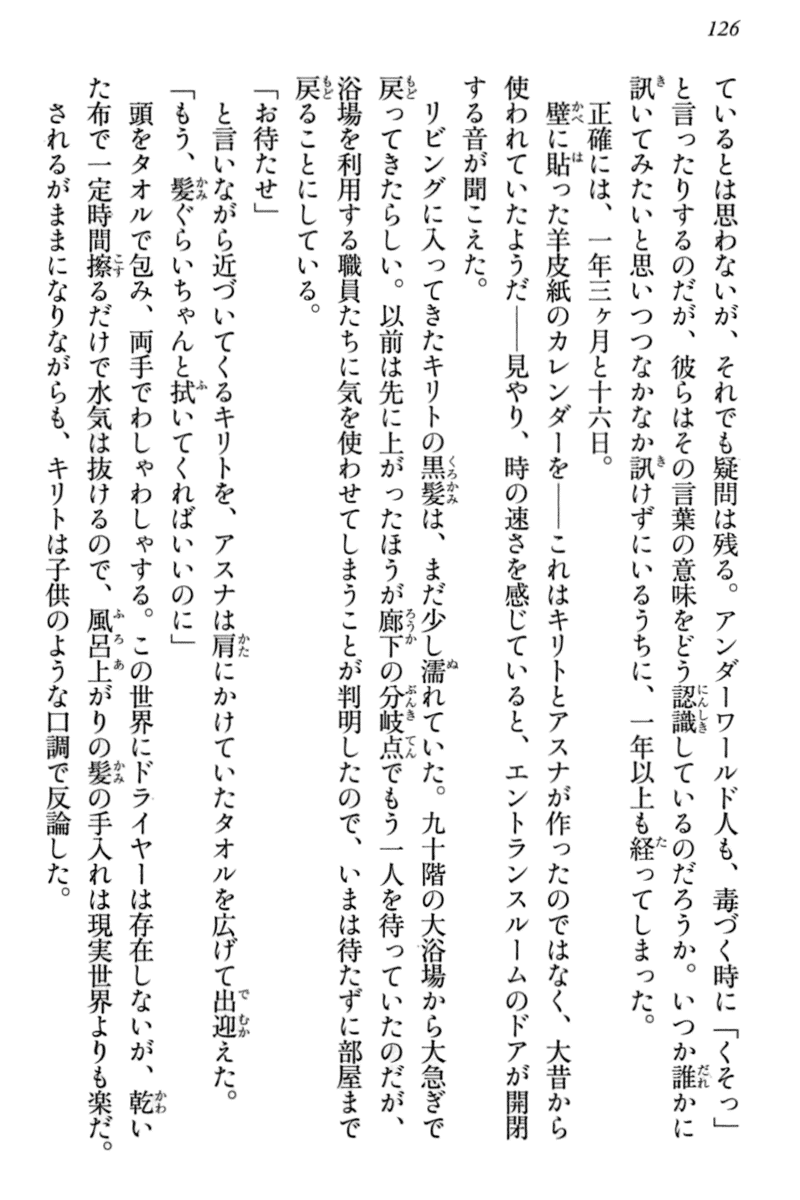 126
ているとは思わないが、それでも疑問は残る。アンダーワールド人も、毒づく時に「くそっ」
と言ったりするのだが、彼らはその言葉の意味をどう認識しているのだろうか。いつか誰かに
訊いてみたいと思いつつなかなか訊けずにいるうちに、一年以上も経ってしまった。
正確には、一年三ヶ月と十六日。
壁に貼った羊皮紙のカレンダーを――これはキリトとアスナが作ったのではなく、大昔から
使われていたようだ――見やり、時の速さを感じていると、エントランスルームのドアが開閉
する音が聞こえた。
リビングに入ってきたキリトの黒髪は、まだ少し濡れていた。九十階の大浴場から大急ぎで
戻ってきたらしい。以前は先に上がったほうが廊下の分岐点でもう一人を待っていたのだが、
浴場を利用する職員たちに気を使わせてしまうことが判明したので、いまは待たずに部屋まで
戻ることにしている。
「お待たせ」
と言いながら近づいてくるキリトを、アスナは肩にかけていたタオルを広げて出迎えた。
「もう、髪ぐらいちゃんと拭いてくればいいのに」
頭をタオルで包み、両手でわしゃわしゃする。この世界にドライヤーは存在しないが、乾い
た布で一定時間擦るだけで水気は抜けるので、風呂上がりの髪の手入れは現実世界よりも楽だ。
されるがままになりながらも、キリトは子供のような口調で反論した。